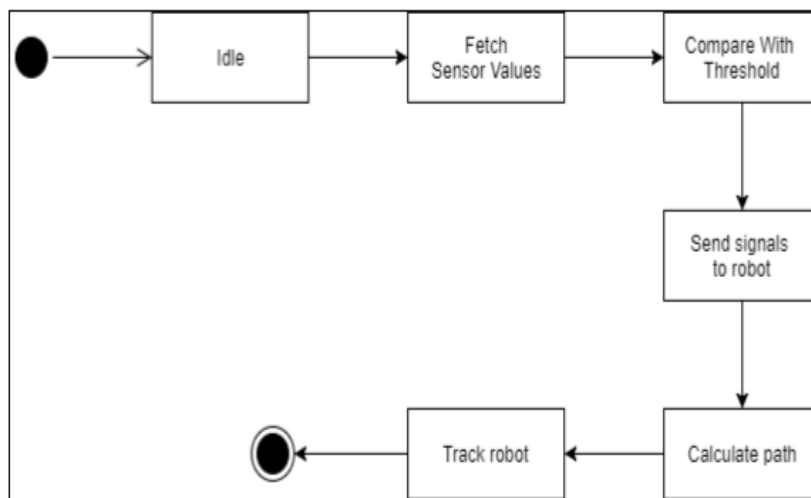 Idle
Fetch
Sensor Values
Compare With
Threshold
Send signals
to robot
Calculate path
Track robot